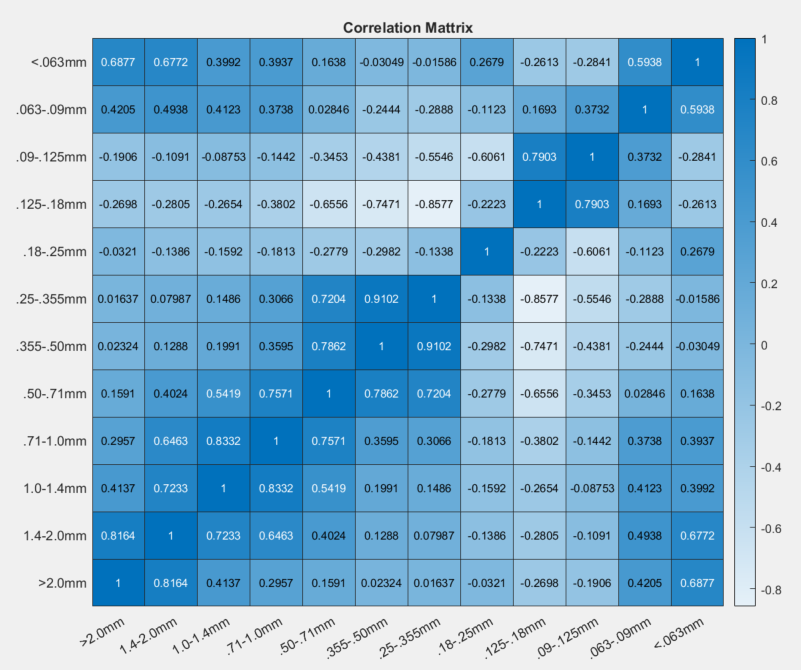 Correlation Mattrix
<.063mm 0.6877 0.6772 0.3992 0.3937 0.1638 -0.03049 -0.01586 0.2679 -0.2613 -0.2841 0.5938 1
.063-.09mm 0.4205 0.4938 0.4123 0.3738 0.02846 -0.2444 -0.2888 -0.1123 0.1693 0.3732 1 0.5938
.09-.125mm -0.1906 -0.1091 -0.08753 -0.1442 -0.3453 -0.4381 -0.5546 -0.6061 0.7903 1 0.3732 -0.2841
.125-.18mm -0.2698 -0.2805 -0.2654 -0.3802 -0.6556 -0.7471 -0.8577 -0.2223 1 0.7903 0.1693 -0.2613
.18-.25mm -0.0321 -0.1386 -0.1592 -0.1813 -0.2779 -0.2982 -0.1338 1 -0.2223 -0.6061 -0.1123 0.2679
.25-.355mm 0.01637 0.07987 0.1486 0.3066 0.7204 0.9102 1 -0.1338 -0.8577 -0.5546 -0.2888 -0.01586
.355-.50mm 0.02324 0.1288 0.1991 0.3595 0.7862 1 0.9102 -0.2982 -0.7471 -0.4381 -0.2444 -0.03049
.50-.71mm 0.1591 0.4024 0.5419 0.7571 1 0.7862 0.7204 -0.2779 -0.6556 -0.3453 0.02846 0.1638
.71-1.0mm 0.2957 0.6463 0.8332 1 0.7571 0.3595 0.3066 -0.1813 -0.3802 -0.1442 0.3738 0.3937
1.0-1.4mm 0.4137 0.7233 1 0.8332 0.5419 0.1991 0.1486 -0.1592 -0.2654 -0.08753 0.4123 0.3992
1.4-2.0mm 0.8164 1 0.7233 0.6463 0.4024 0.1288 0.07987 -0.1386 -0.2805 -0.1091 0.4938 0.6772
>2.0mm 1 0.8164 0.4137 0.2957 0.1591 0.02324 0.01637 -0.0321 -0.2698 -0.1906 0.4205 0.6877
>2.0mm 1.4-2.0mm 1.0-1.4mm .71-1.0mm .50-.71mm .355-.50mm .25-.355mm .18-.25mm .125-.18mm .09-.125mm .063-.09mm <.063mm
1
0.8
0.6
0.4
0.2
0
-0.2
-0.4
-0.6
-0.8